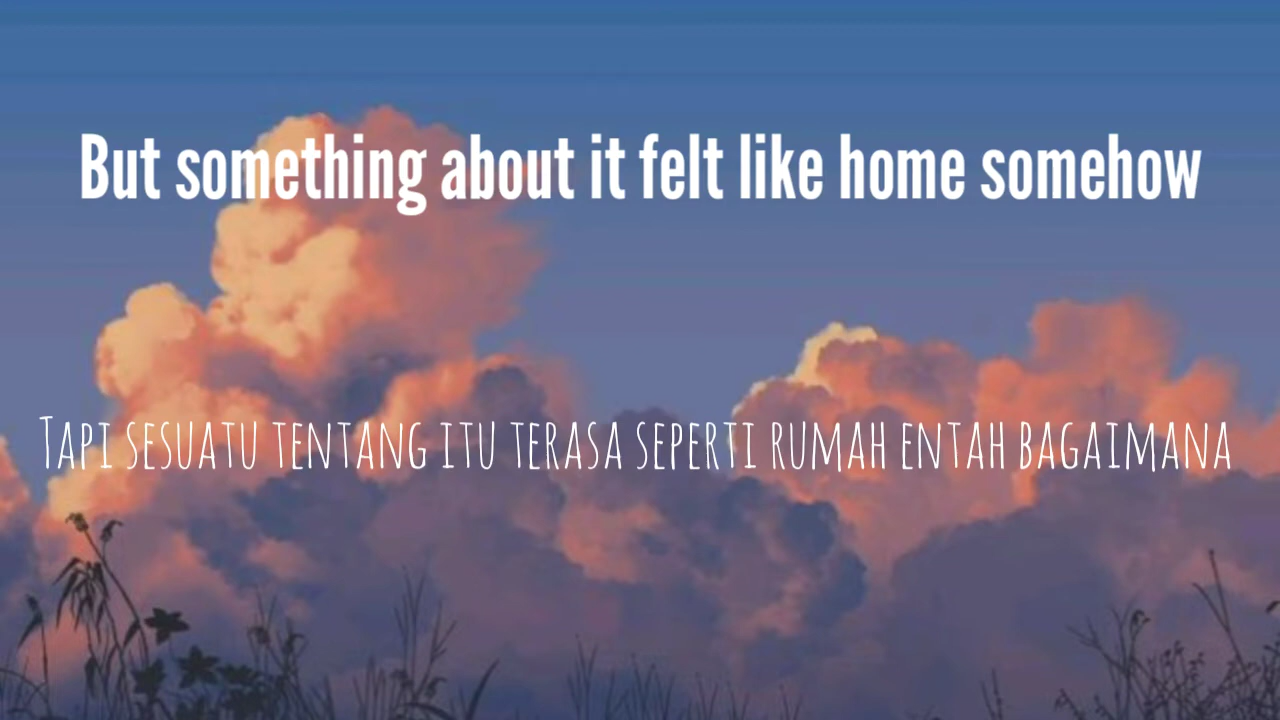 But something about it felt like home somehow
Tapi sesuatu tentang itu terasa seperti rumah entah bagaimana